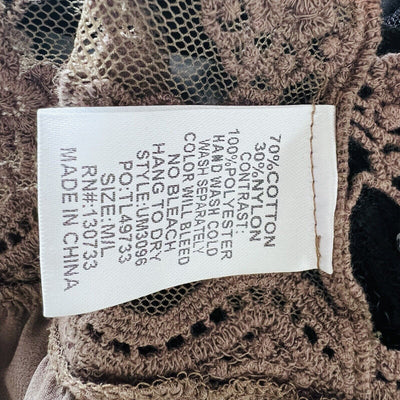 70%COTTON
30%NYLON
CONTRAST:
100%POLYESTER
HAND WASH COLD
WASH SEPARATELY
COLOR WILL BLEED
NO BLEACH
HANG TO DRY
STYLE:UM3096
PO:TL49733
SIZE:M/L
RN#:130733
MADE IN CHINA